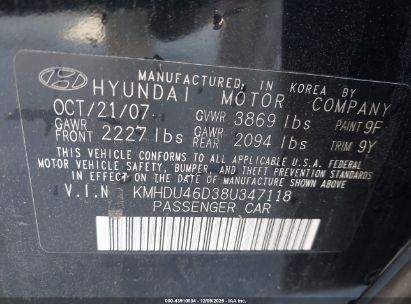 MANUFACTURED IN KOREA BY
HYUNDAI MOTOR COMPANY
OCT/21/07 GVWR 3869 lbs PAINT 9F
GAWR FRONT 2227 lbs GAWR REAR 2094 lbs TRIM 9Y
THIS VEHICLE CONFORMS TO ALL APPLICABLE U.S.A. FEDERAL
MOTOR VEHICLE SAFETY, BUMPER, AND THEFT PREVENTION STANDARDS
IN EFFECT ON THE DATE OF MANUFACTURE SHOWN ABOVE.
V.I.N KMHDU46D38U347118
PASSENGER CAR